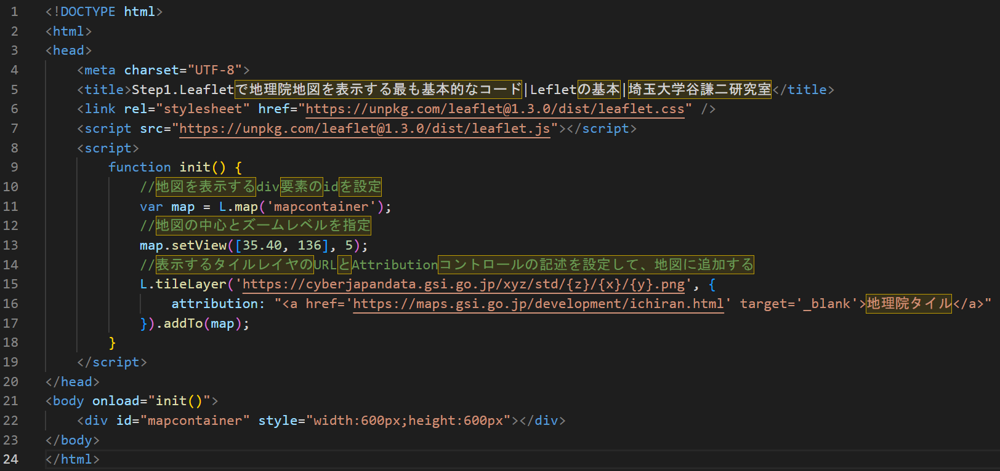 1 <!DOCTYPE html>
2 <html>
3 <head>
4     <meta charset="UTF-8">
5     <title>Step1.Leafletで地理院地図を表示する最も基本的なコード|Lefletの基本|埼玉大学谷謙二研究室</title>
6     <link rel="stylesheet" href="https://unpkg.com/leaflet@1.3.0/dist/leaflet.css" />
7     <script src="https://unpkg.com/leaflet@1.3.0/dist/leaflet.js"></script>
8     <script>
9         function init() {
10             //地図を表示するdiv要素のidを設定
11             var map = L.map('mapcontainer');
12             //地図の中心とズームレベルを指定
13             map.setView([35.40, 136], 5);
14             //表示するタイルレイヤのURLとAttributionコントロールの記述を設定して、地図に追加する
15             L.tileLayer('https://cyberjapandata.gsi.go.jp/xyz/std/{z}/{x}/{y}.png', {
16                 attribution: "<a href='https://maps.gsi.go.jp/development/ichiran.html' target='_blank'>地理院タイル</a>"
17             }).addTo(map);
18         }
19     </script>
20 </head>
21 <body onload="init()">
22     <div id="mapcontainer" style="width:600px;height:600px"></div>
23 </body>
24 </html>